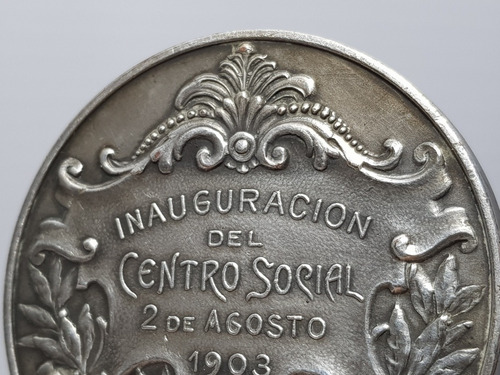 INAUGURACION
DEL
CENTRO SOCIAL
2 DE AGOSTO
1903